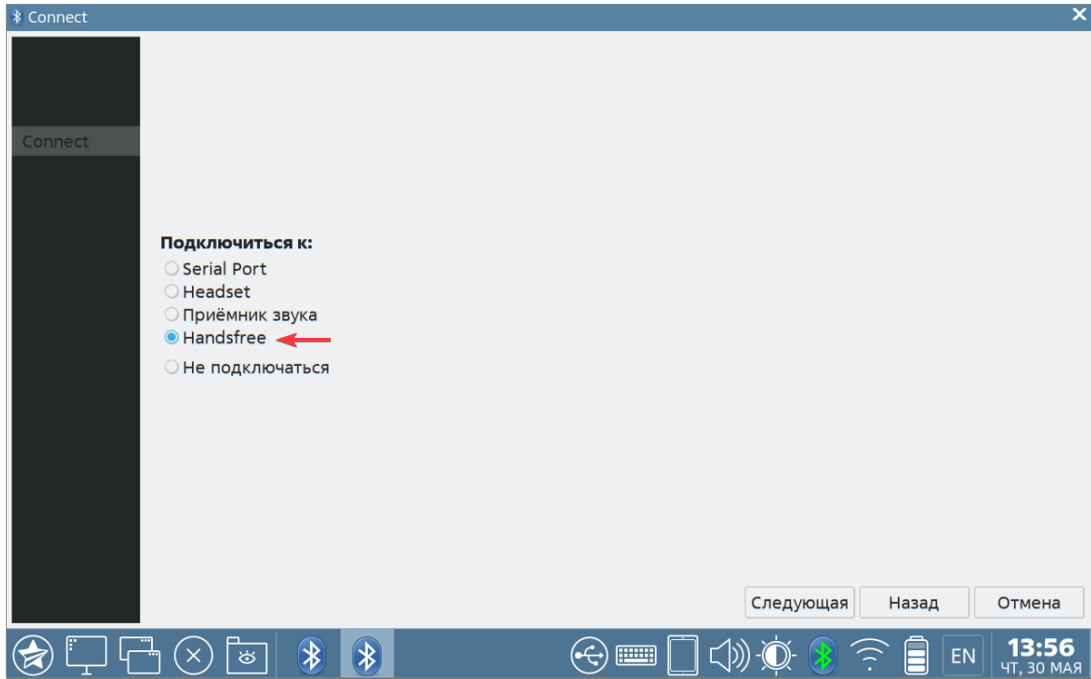 Connect
Connect
Подключиться к:
Serial Port
Headset
Приёмник звука
Handsfree
Не подключаться
Следующая
Назад
Отмена
EN
13:56
ЧТ, 30 МАЯ